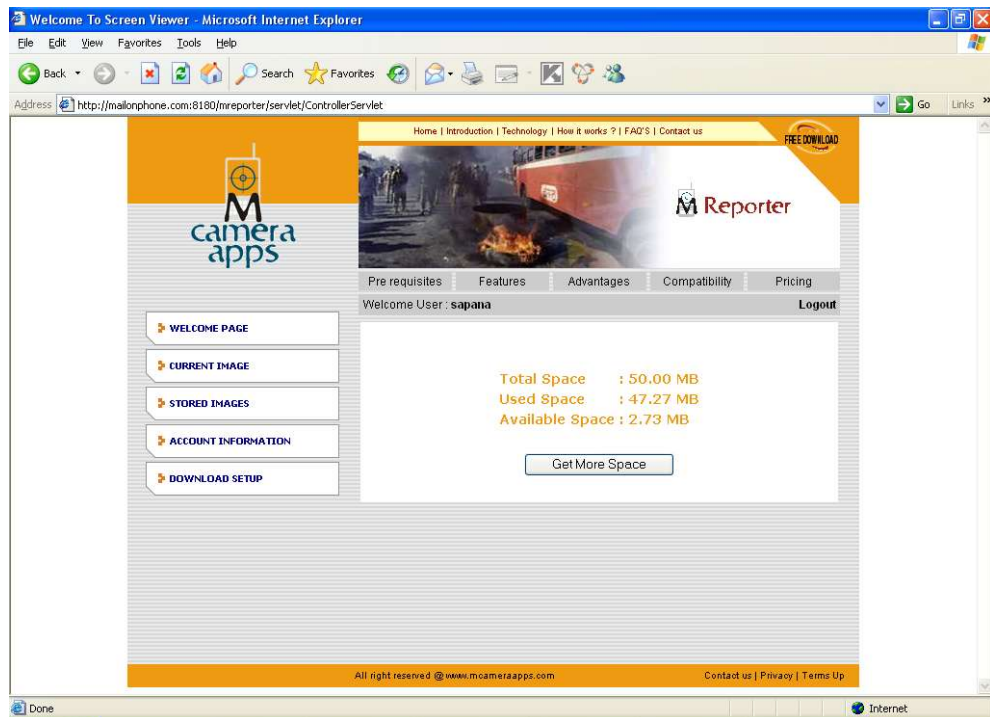 Welcome To Screen Viewer - Microsoft Internet Explorer
File Edit View Favorites Tools Help
Back Search Favorites
Address http://mailonphone.com:8180/mreporter/servlet/ControllerServlet Go Links »
Home | Introduction | Technology | How it works ? | FAQ'S | Contact us
FREE DOWNLOAD
M
camera
apps
M Reporter
Pre requisites Features Advantages Compatibility Pricing
Welcome User : sapana Logout
WELCOME PAGE
CURRENT IMAGE
STORED IMAGES
ACCOUNT INFORMATION
DOWNLOAD SETUP
Total Space : 50.00 MB
Used Space : 47.27 MB
Available Space : 2.73 MB
Get More Space
All right reserved @ www.mcameraapps.com Contact us | Privacy | Terms Up
Done Internet